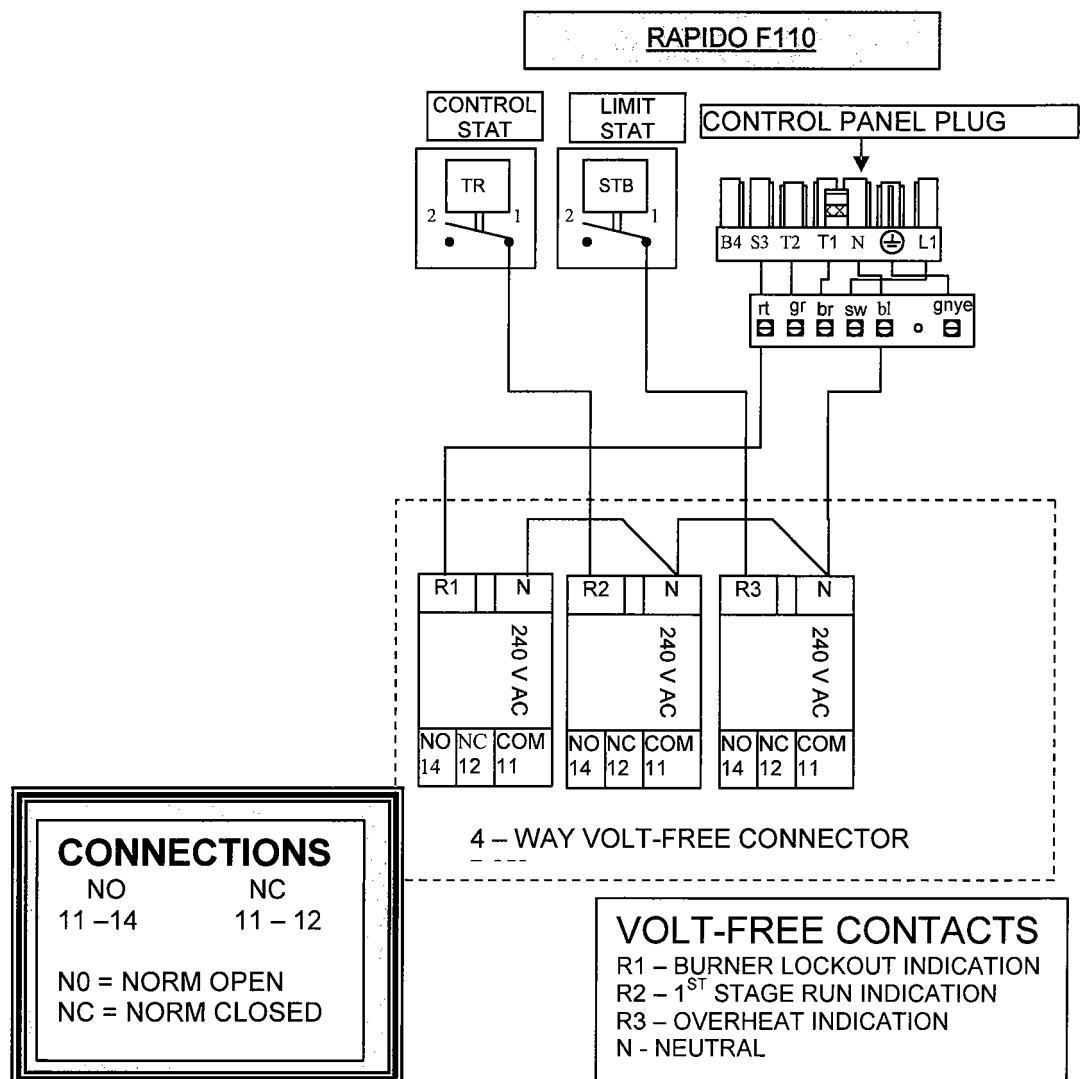 RAPIDO F110
CONTROL STAT
LIMIT STAT
CONTROL PANEL PLUG
TR
2 1
STB
2 1
B4 S3 T2 T1 N L1
rt gr br sw bl gnye
R1 N
R2 N
R3 N
240 V AC
240 V AC
240 V AC
NO NC COM
14 12 11
NO NC COM
14 12 11
NO NC COM
14 12 11
4 – WAY VOLT-FREE CONNECTOR
CONNECTIONS
NO NC
11 –14 11 – 12
N0 = NORM OPEN
NC = NORM CLOSED
VOLT-FREE CONTACTS
R1 – BURNER LOCKOUT INDICATION
R2 – 1ST STAGE RUN INDICATION
R3 – OVERHEAT INDICATION
N - NEUTRAL